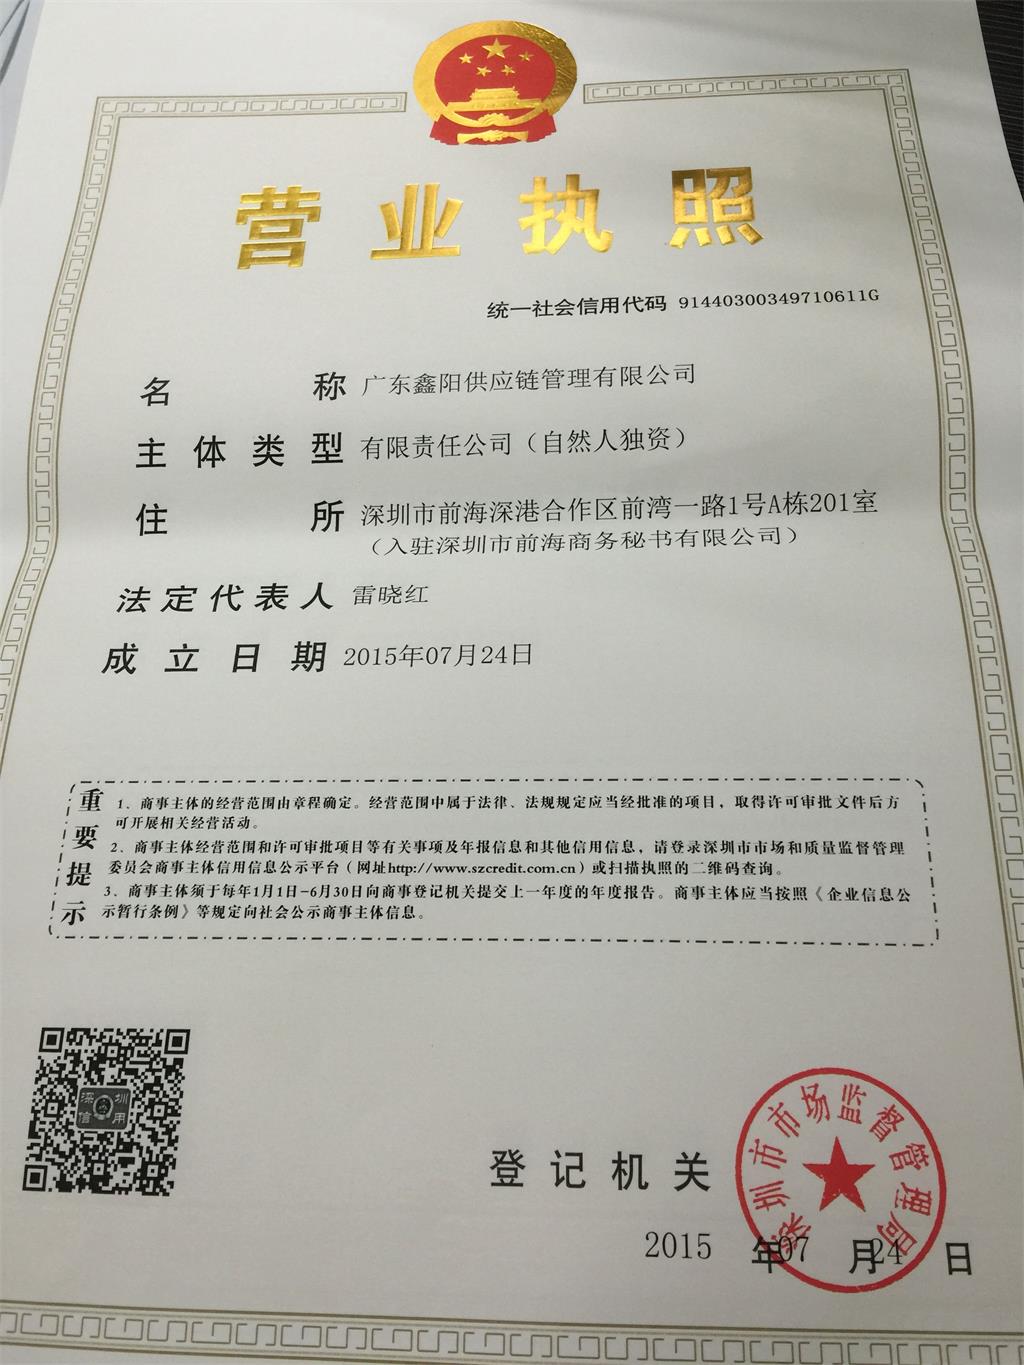 营业执照
统一社会信用代码 91440300349710611G
名称 广东鑫阳供应链管理有限公司
主体类型 有限责任公司（自然人独资）
住所 深圳市前海深港合作区前湾一路1号A栋201室
（入驻深圳市前海商务秘书有限公司）
法定代表人 雷晓红
成立日期 2015年07月24日
重要提示
1、商事主体的经营范围由章程确定。经营范围中属于法律、法规规定应当经批准的项目，取得许可审批文件后方
可开展相关经营活动。
2、商事主体经营范围和许可审批项目等有关事项及年报信息和其他信用信息，请登录深圳市市场和质量监督管理
委员会商事主体信用信息公示平台（网址http://www.szcredit.com.cn）或扫描执照的二维码查询。
3、商事主体须于每年1月1日-6月30日向商事登记机关提交上一年度的年度报告。商事主体应当按照《企业信息公
示暂行条例》等规定向社会公示商事主体信息。
深圳
信用
登记机关
深圳市市场监督管理局
2015 年07 月24 日